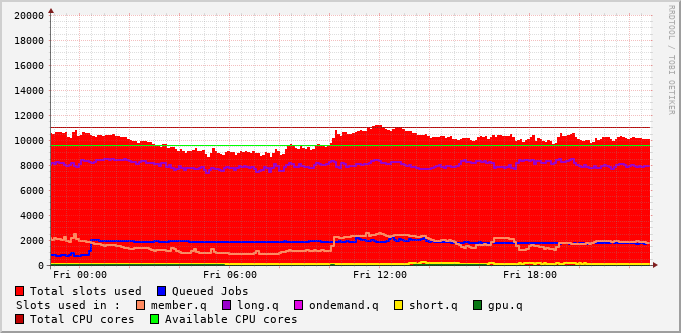 RRDTOOL / TOBI OETIKER
20000
18000
16000
14000
12000
10000
8000
6000
4000
2000
0
Fri 00:00 Fri 06:00 Fri 12:00 Fri 18:00
Total slots used Queued Jobs
Slots used in : member.q long.q ondemand.q short.q gpu.q
Total CPU cores Available CPU cores